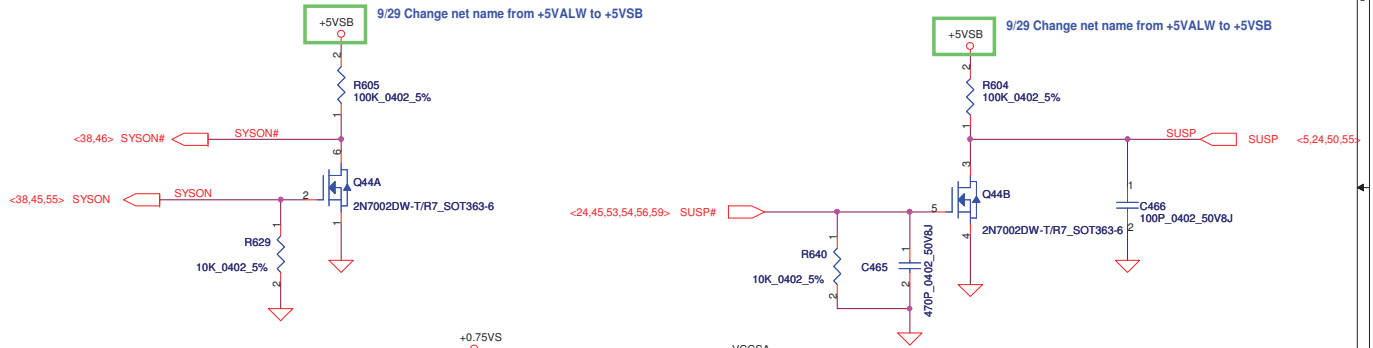 9/29 Change net name from +5VALW to +5VSB
+5VSB
2
R605
100K_0402_5%
1
<38,46> SYSON#
SYSON#
6
Q44A
2N7002DW-T/R7_SOT363-6
<38,45,55> SYSON
SYSON
2
1
1
R629
10K_0402_5%
2
9/29 Change net name from +5VALW to +5VSB
+5VSB
2
R604
100K_0402_5%
1
SUSP
SUSP <5,24,50,55>
3
Q44B
2N7002DW-T/R7_SOT363-6
<24,45,53,54,56,59> SUSP#
5
4
1
R640
10K_0402_5%
2
1
C465
470P_0402_50V8J
2
1
C466
100P_0402_50V8J
2
+0.75VS